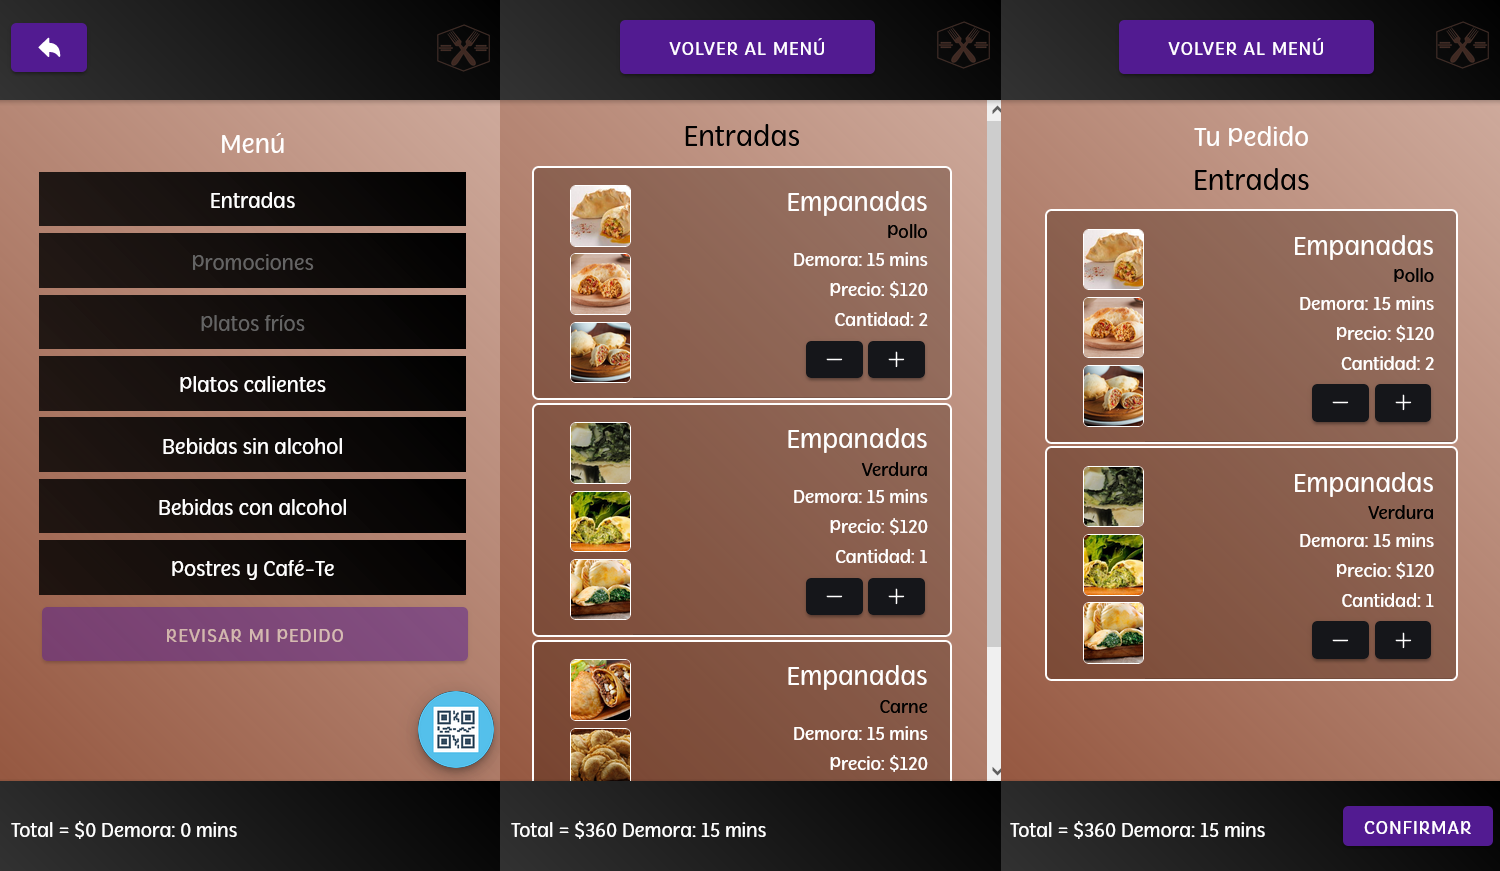 Menú
Entradas
Promociones
Platos fríos
Platos calientes
Bebidas sin alcohol
Bebidas con alcohol
Postres y Café-Te
REVISAR MI PEDIDO
Total = $0 Demora: 0 mins
VOLVER AL MENÚ
Entradas
Empanadas
Pollo
Demora: 15 mins
Precio: $120
Cantidad: 2
Empanadas
Verdura
Demora: 15 mins
Precio: $120
Cantidad: 1
Empanadas
Carne
Demora: 15 mins
Precio: $120
Total = $360 Demora: 15 mins
VOLVER AL MENÚ
Tu Pedido
Entradas
Empanadas
Pollo
Demora: 15 mins
Precio: $120
Cantidad: 2
Empanadas
Verdura
Demora: 15 mins
Precio: $120
Cantidad: 1
Total = $360 Demora: 15 mins
CONFIRMAR